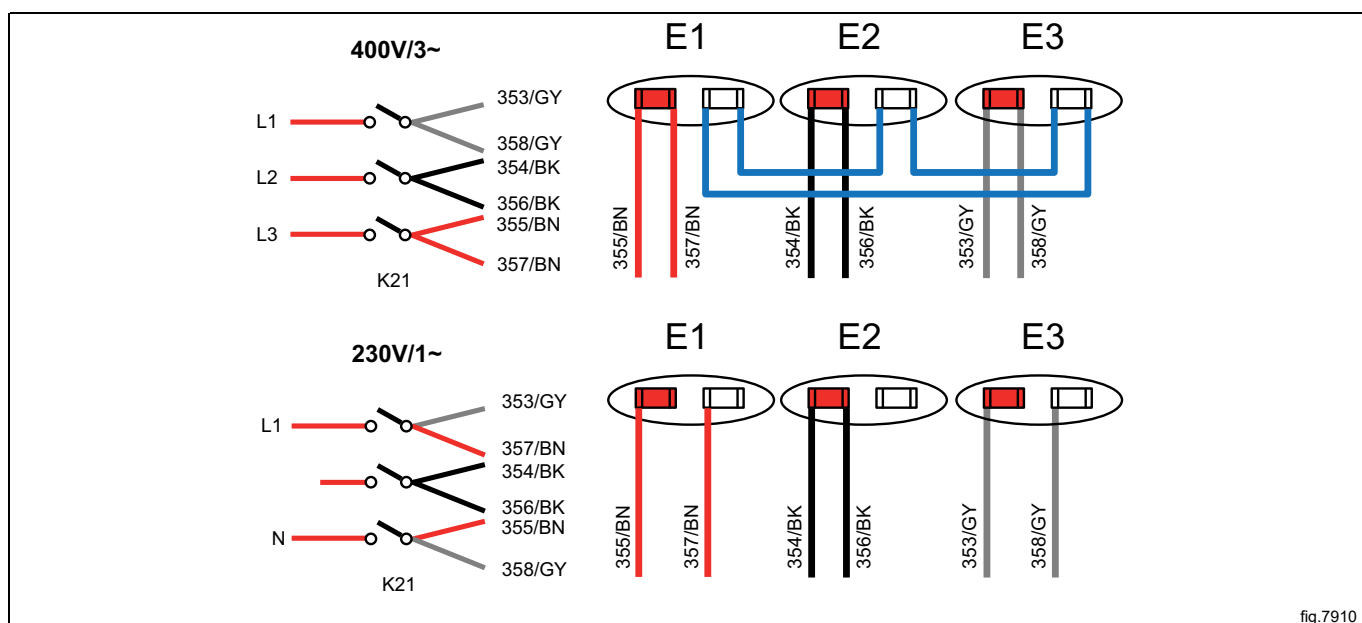 400V/3~
E1
E2
E3
L1
353/GY
358/GY
L2
354/BK
356/BK
L3
355/BN
357/BN
K21
355/BN
357/BN
354/BK
356/BK
353/GY
358/GY
230V/1~
E1
E2
E3
L1
353/GY
357/BN
354/BK
356/BK
N
355/BN
358/GY
K21
355/BN
357/BN
354/BK
356/BK
353/GY
358/GY
fig.7910